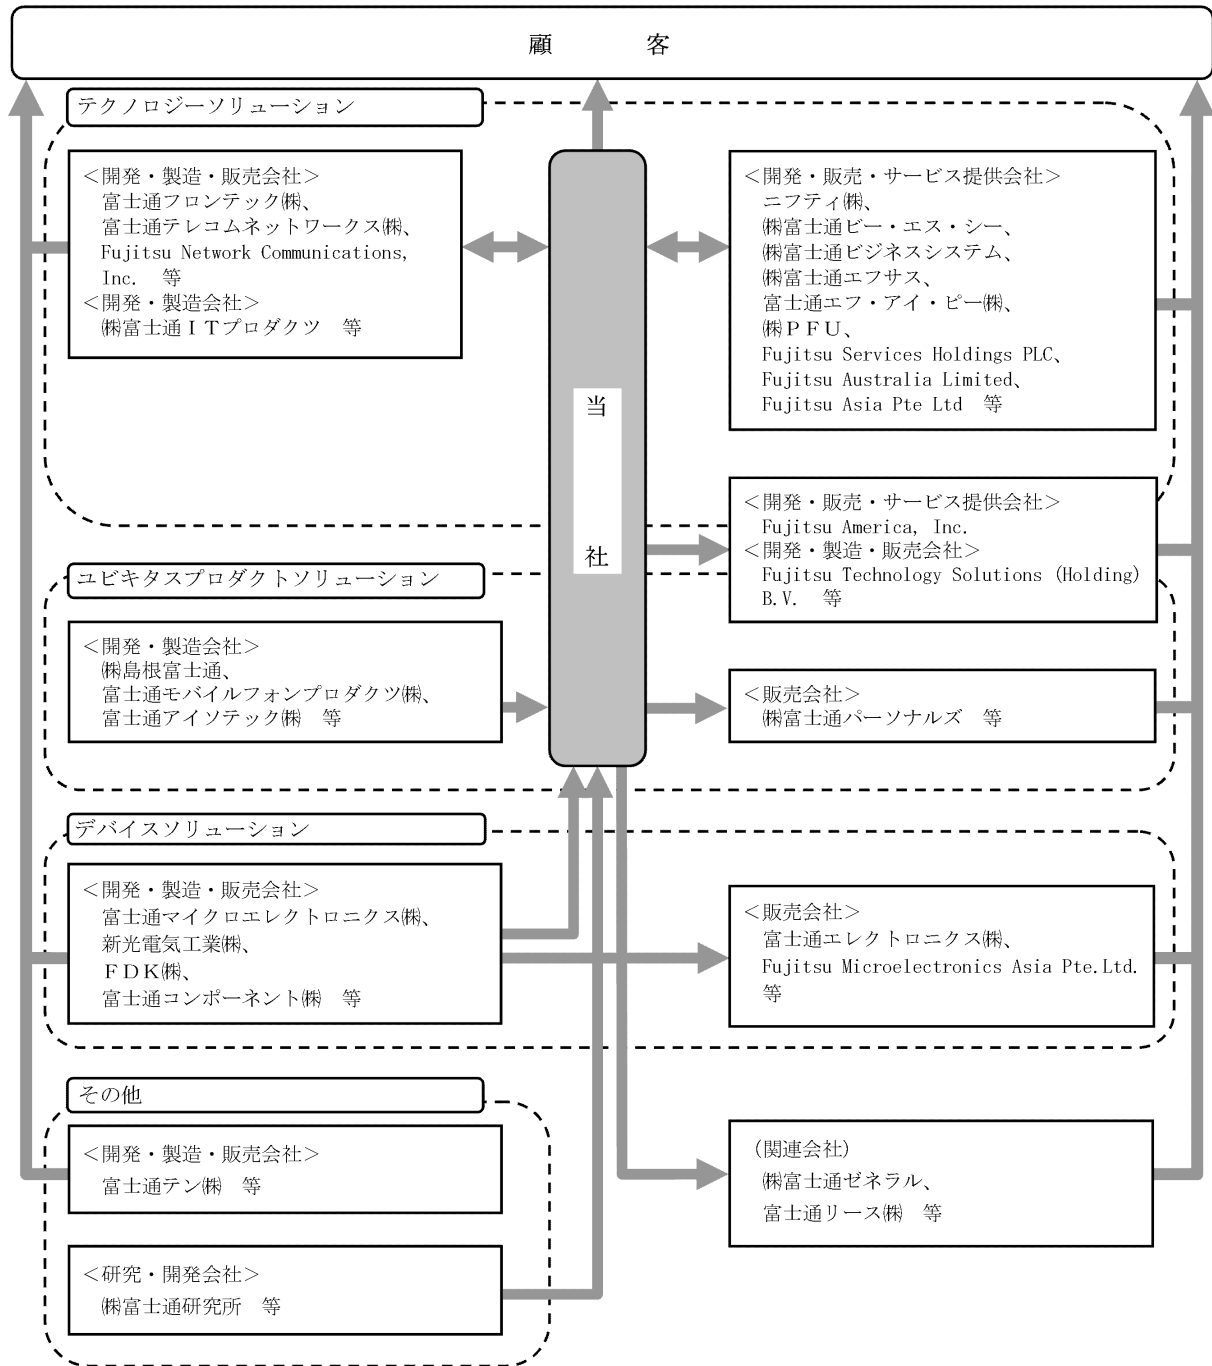 顧　　　客
テクノロジーソリューション
＜開発・製造・販売会社＞
富士通フロンテック㈱、
富士通テレコムネットワークス㈱、
Fujitsu Network Communications,
Inc.　等
＜開発・製造会社＞
㈱富士通ＩＴプロダクツ　等
当
社
＜開発・販売・サービス提供会社＞
ニフティ㈱、
㈱富士通ビー・エス・シー、
㈱富士通ビジネスシステム、
㈱富士通エフサス、
富士通エフ・アイ・ピー㈱、
㈱ＰＦＵ、
Fujitsu Services Holdings PLC、
Fujitsu Australia Limited、
Fujitsu Asia Pte Ltd　等
＜開発・販売・サービス提供会社＞
Fujitsu America, Inc.
＜開発・製造・販売会社＞
Fujitsu Technology Solutions (Holding)
B.V.　等
ユビキタスプロダクトソリューション
＜開発・製造会社＞
㈱島根富士通、
富士通モバイルフォンプロダクツ㈱、
富士通アイソテック㈱　等
＜販売会社＞
㈱富士通パーソナルズ　等
デバイスソリューション
＜開発・製造・販売会社＞
富士通マイクロエレクトロニクス㈱、
新光電気工業㈱、
ＦＤＫ㈱、
富士通コンポーネント㈱　等
＜販売会社＞
富士通エレクトロニクス㈱、
Fujitsu Microelectronics Asia Pte.Ltd.
等
その他
＜開発・製造・販売会社＞
富士通テン㈱　等
（関連会社）
㈱富士通ゼネラル、
富士通リース㈱　等
＜研究・開発会社＞
㈱富士通研究所　等